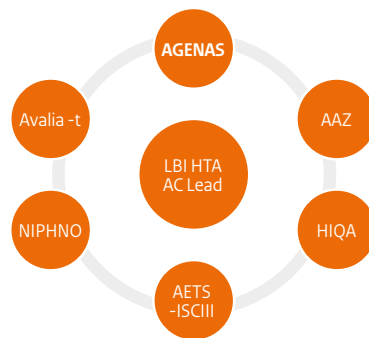 AGENAS
Avalia -t
AAZ
LBI HTA
AC Lead
NIPHNO
HIQA
AETS
-ISCIII